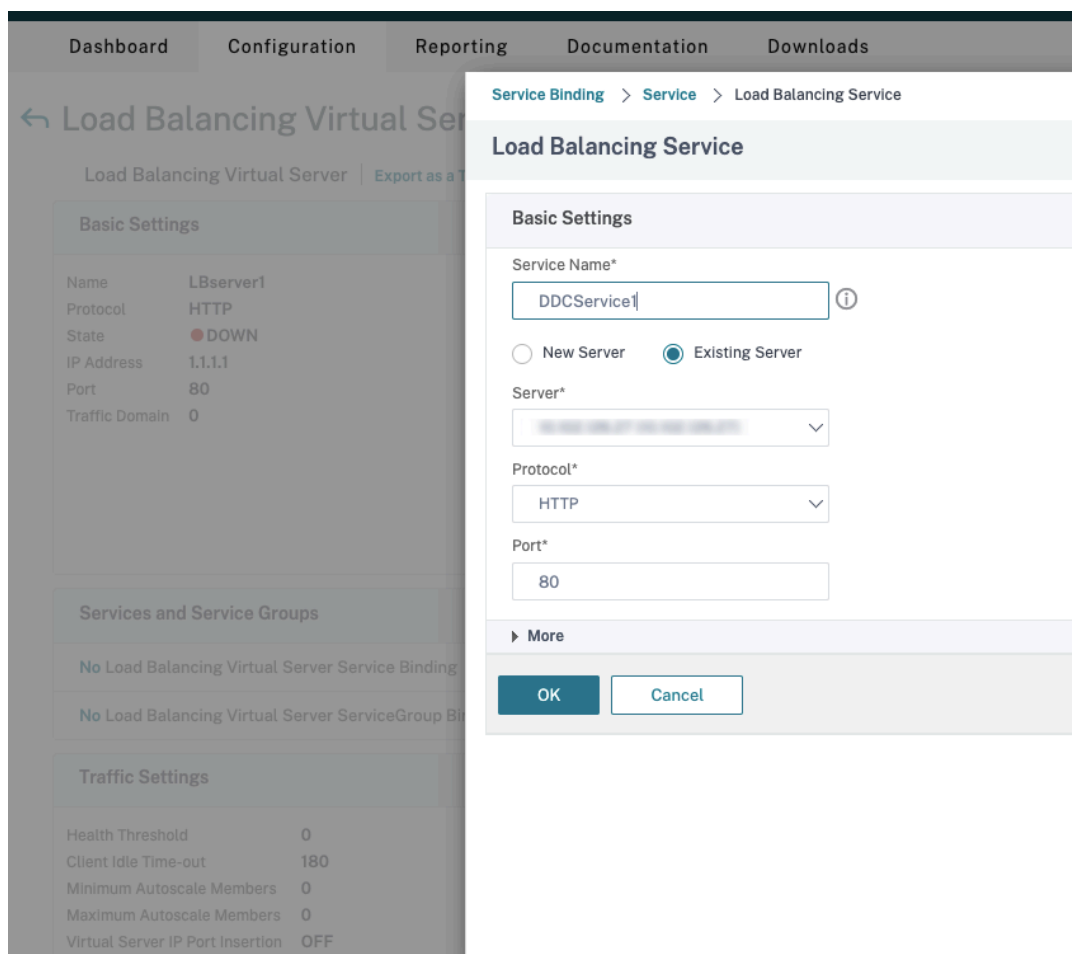 Dashboard Configuration Reporting Documentation Downloads
Load Balancing Virtual Ser
Load Balancing Virtual Server | Export as a T
Basic Settings
Name LBserver1
Protocol HTTP
State DOWN
IP Address 1.1.1.1
Port 80
Traffic Domain 0
Services and Service Groups
No Load Balancing Virtual Server Service Binding
No Load Balancing Virtual Server ServiceGroup Bin
Traffic Settings
Health Threshold 0
Client Idle Time-out 180
Minimum Autoscale Members 0
Maximum Autoscale Members 0
Virtual Server IP Port Insertion OFF
Service Binding > Service > Load Balancing Service
Load Balancing Service
Basic Settings
Service Name*
DDCService1
New Server Existing Server
Server*
Protocol*
HTTP
Port*
80
More
OK Cancel